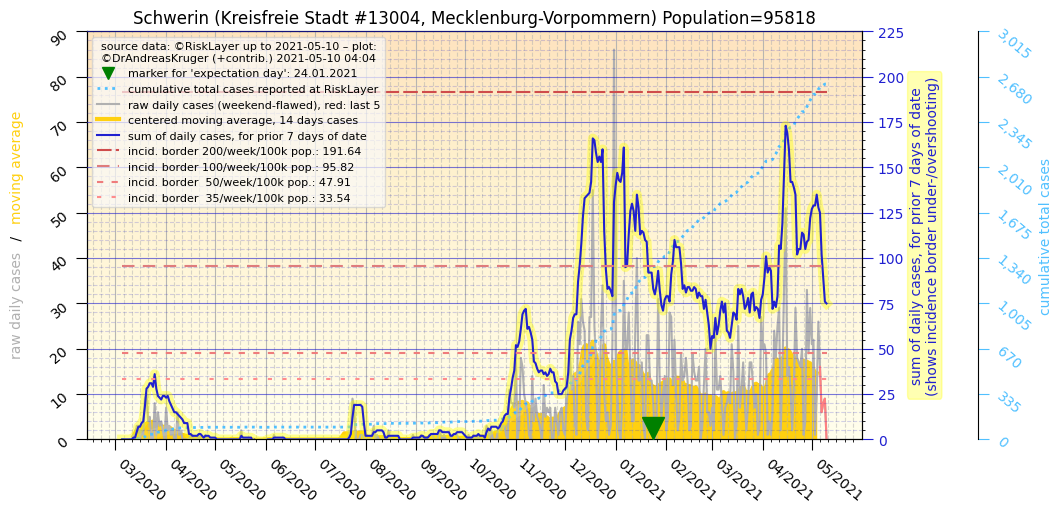 Schwerin (Kreisfreie Stadt #13004, Mecklenburg-Vorpommern) Population=95818
source data: ©RiskLayer up to 2021-05-10 – plot:
©DrAndreasKruger (+contrib.) 2021-05-10 04:04
marker for 'expectation day': 24.01.2021
cumulative total cases reported at RiskLayer
raw daily cases (weekend-flawed), red: last 5
centered moving average, 14 days cases
sum of daily cases, for prior 7 days of date
incid. border 200/week/100k pop.: 191.64
incid. border 100/week/100k pop.: 95.82
incid. border  50/week/100k pop.: 47.91
incid. border  35/week/100k pop.: 33.54
raw daily cases  /  moving average
90
80
70
60
50
40
30
20
10
0
03/2020
04/2020
05/2020
06/2020
07/2020
08/2020
09/2020
10/2020
11/2020
12/2020
01/2021
02/2021
03/2021
04/2021
05/2021
225
200
175
150
125
100
75
50
25
0
sum of daily cases, for prior 7 days of date
(shows incidence border under-/overshooting)
3,015
2,680
2,345
2,010
1,675
1,340
1,005
670
335
0
cumulative total cases